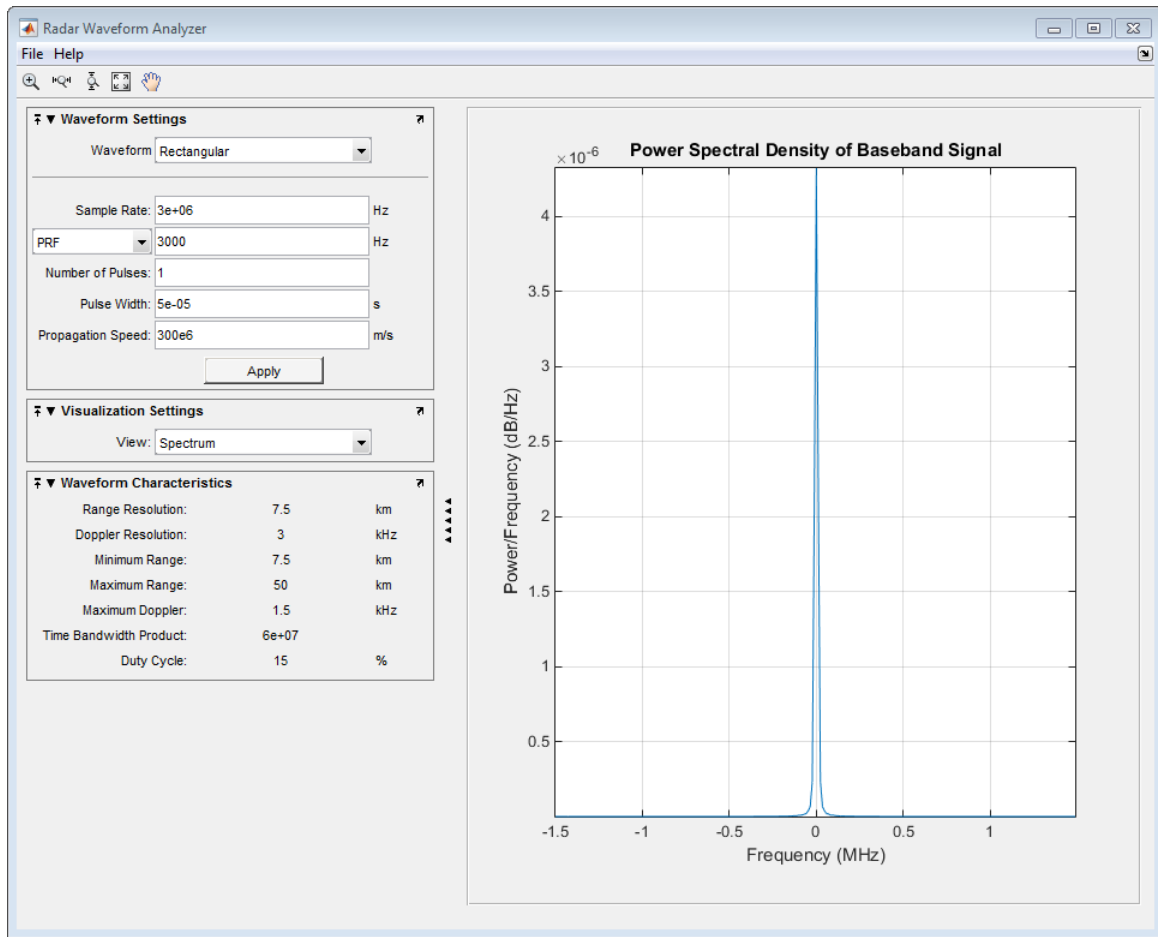 Radar Waveform Analyzer
File Help
Waveform Settings
Waveform Rectangular
Sample Rate: 3e+06 Hz
PRF 3000 Hz
Number of Pulses: 1
Pulse Width: 5e-05 s
Propagation Speed: 300e6 m/s
Apply
Visualization Settings
View: Spectrum
Waveform Characteristics
Range Resolution: 7.5 km
Doppler Resolution: 3 kHz
Minimum Range: 7.5 km
Maximum Range: 50 km
Maximum Doppler: 1.5 kHz
Time Bandwidth Product: 6e+07
Duty Cycle: 15 %
Power Spectral Density of Baseband Signal
×10^-6
4
3.5
3
2.5
2
1.5
1
0.5
Power/Frequency (dB/Hz)
-1.5 -1 -0.5 0 0.5 1
Frequency (MHz)